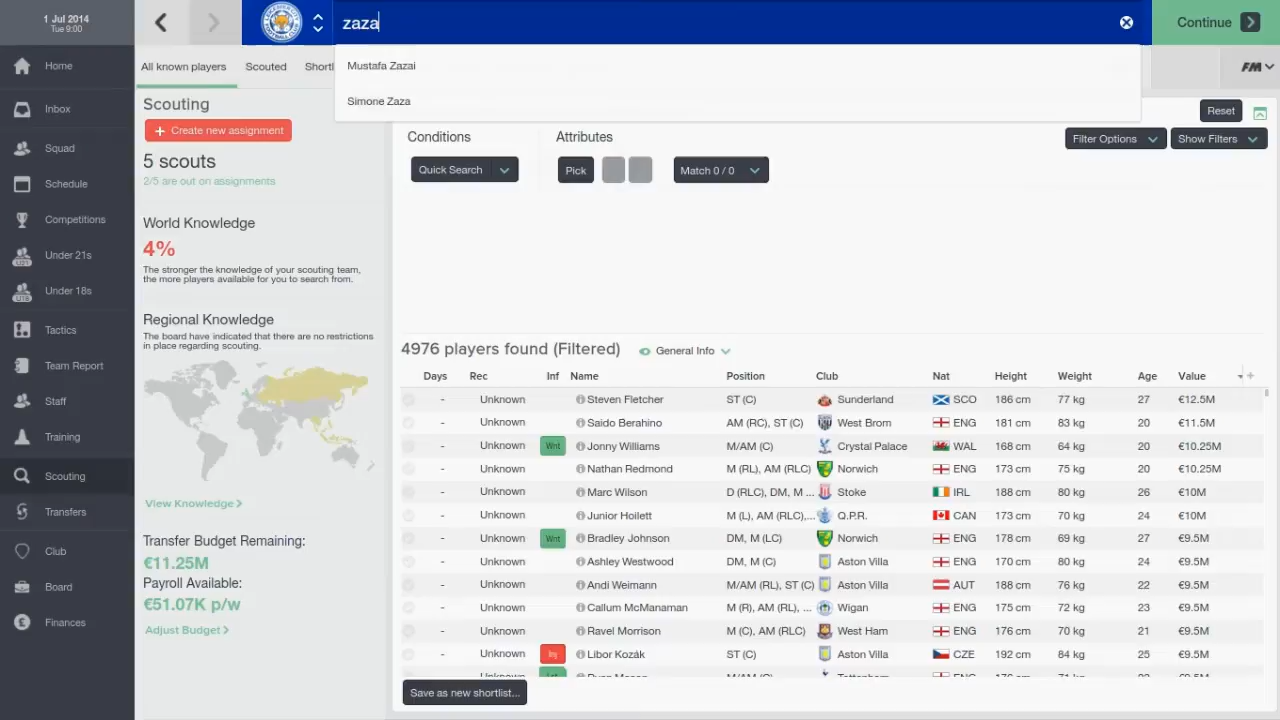 1 Jul 2014
Tue 9:00
zaza
Continue
Mustafa Zazai
Simone Zaza
All known players Scouted
FM
Home
Inbox
Squad
Schedule
Competitions
Under 21s
Under 18s
Tactics
Team Report
Staff
Training
Scouting
Transfers
Club
Board
Finances
Scouting
Create new assignment
5 scouts
2/5 are out on assignments
World Knowledge
4%
The stronger the knowledge of your scouting team,
the more players available for you to search from.
Regional Knowledge
The board have indicated that there are no restrictions
in place regarding scouting.
View Knowledge
Transfer Budget Remaining:
€11.25M
Payroll Available:
€51.07K p/w
Adjust Budget
Reset
Filter Options Show Filters
Conditions Attributes
Quick Search Pick Match 0 / 0
4976 players found (Filtered) General Info
Days Rec Inf Name Position Club Nat Height Weight Age Value
- Unknown Steven Fletcher ST (C) Sunderland SCO 186 cm 77 kg 27 €12.5M
- Unknown Saido Berahino AM (RC), ST (C) West Brom ENG 181 cm 83 kg 20 €11.5M
- Unknown Wnt Jonny Williams M/AM (C) Crystal Palace WAL 168 cm 64 kg 20 €10.25M
- Unknown Nathan Redmond M (RL), AM (RLC) Norwich ENG 173 cm 75 kg 20 €10.25M
- Unknown Marc Wilson D (RLC), DM, M ... Stoke IRL 188 cm 80 kg 26 €10M
- Unknown Junior Hoilett M (L), AM (RLC),... Q.P.R. CAN 173 cm 70 kg 24 €10M
- Unknown Wnt Bradley Johnson DM, M (LC) Norwich ENG 178 cm 69 kg 27 €9.5M
- Unknown Ashley Westwood DM, M (C) Aston Villa ENG 170 cm 80 kg 24 €9.5M
- Unknown Andi Weimann M/AM (RL), ST (C) Aston Villa AUT 188 cm 76 kg 22 €9.5M
- Unknown Callum McManaman M (R), AM (RL), ... Wigan ENG 175 cm 72 kg 23 €9.5M
- Unknown Ravel Morrison M (C), AM (RLC) West Ham ENG 176 cm 70 kg 21 €9.5M
- Unknown Inj Libor Kozák ST (C) Aston Villa CZE 192 cm 84 kg 25 €9.5M
Save as new shortlist...